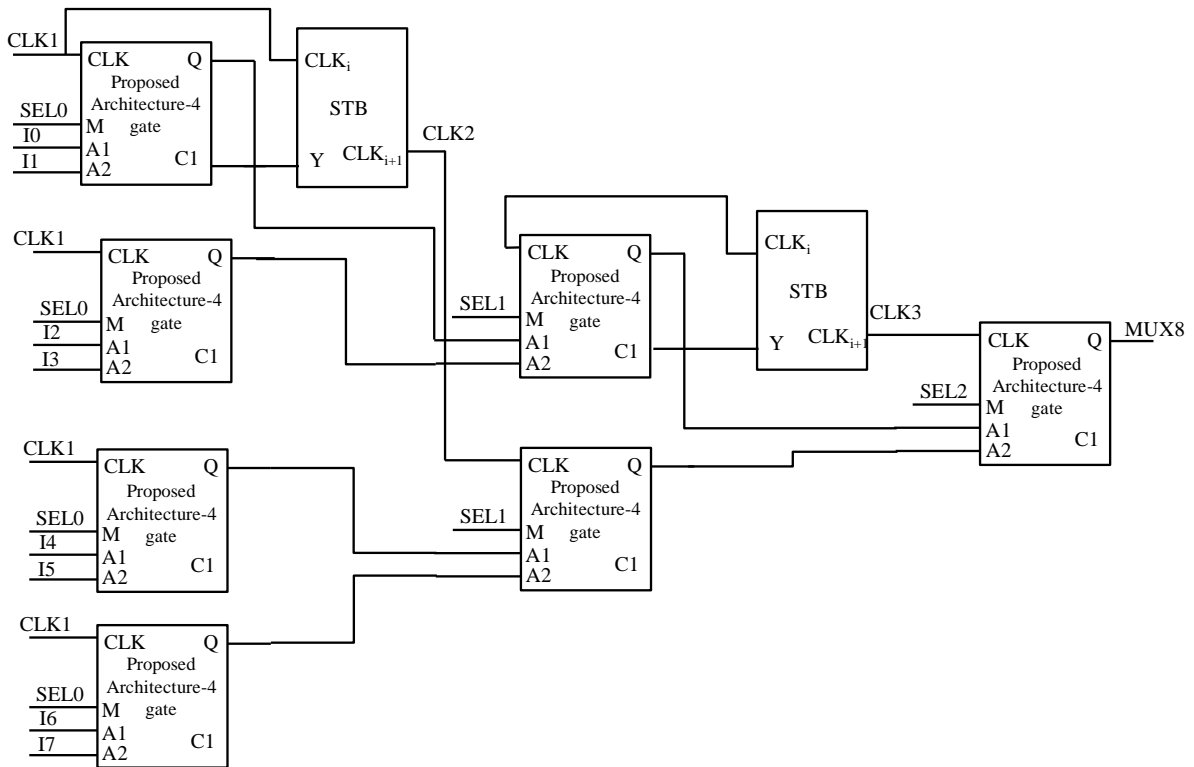 CLK1
CLK Q
Proposed
Architecture-4
gate
SEL0
M
I0
A1
I1
A2
C1
CLKi
STB
Y
CLKi+1
CLK2
CLK1
CLK Q
Proposed
Architecture-4
gate
SEL0
M
I2
A1
I3
A2
C1
CLK Q
Proposed
Architecture-4
gate
SEL1
M
A1
A2
C1
CLKi
STB
Y
CLKi+1
CLK3
CLK Q
Proposed
Architecture-4
gate
SEL2
M
A1
A2
C1
MUX8
CLK1
CLK Q
Proposed
Architecture-4
gate
SEL0
M
I4
A1
I5
A2
C1
CLK Q
Proposed
Architecture-4
gate
SEL1
M
A1
A2
C1
CLK1
CLK Q
Proposed
Architecture-4
gate
SEL0
M
I6
A1
I7
A2
C1